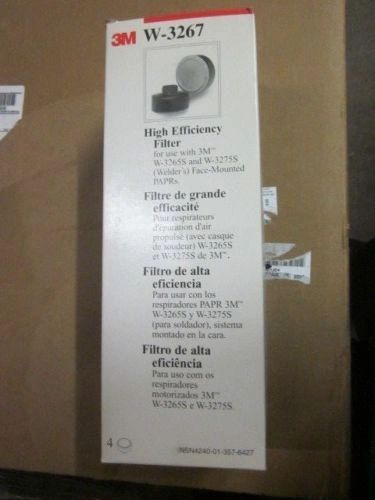 3M W-3267
High Efficiency
Filter
for use with 3M™
W-3265S and W-3275S
(Welder's) Face-Mounted
PAPRs.
Filtre de grande
efficacité
Pour respirateurs
d'épuration d'air
propulsé (avec casque
de soudeur) W-3265S
et W-3275S de 3M™.
Filtro de alta
eficiencia
Para usar con los
respiradores PAPR 3M™
W-3265S y W-3275S
(para soldador), sistema
montado en la cara.
Filtro de alta
eficiência
Para uso com os
respiradores
motorizados 3M™
W-3265S e W-3275S.
4
NSN4240-01-357-6427